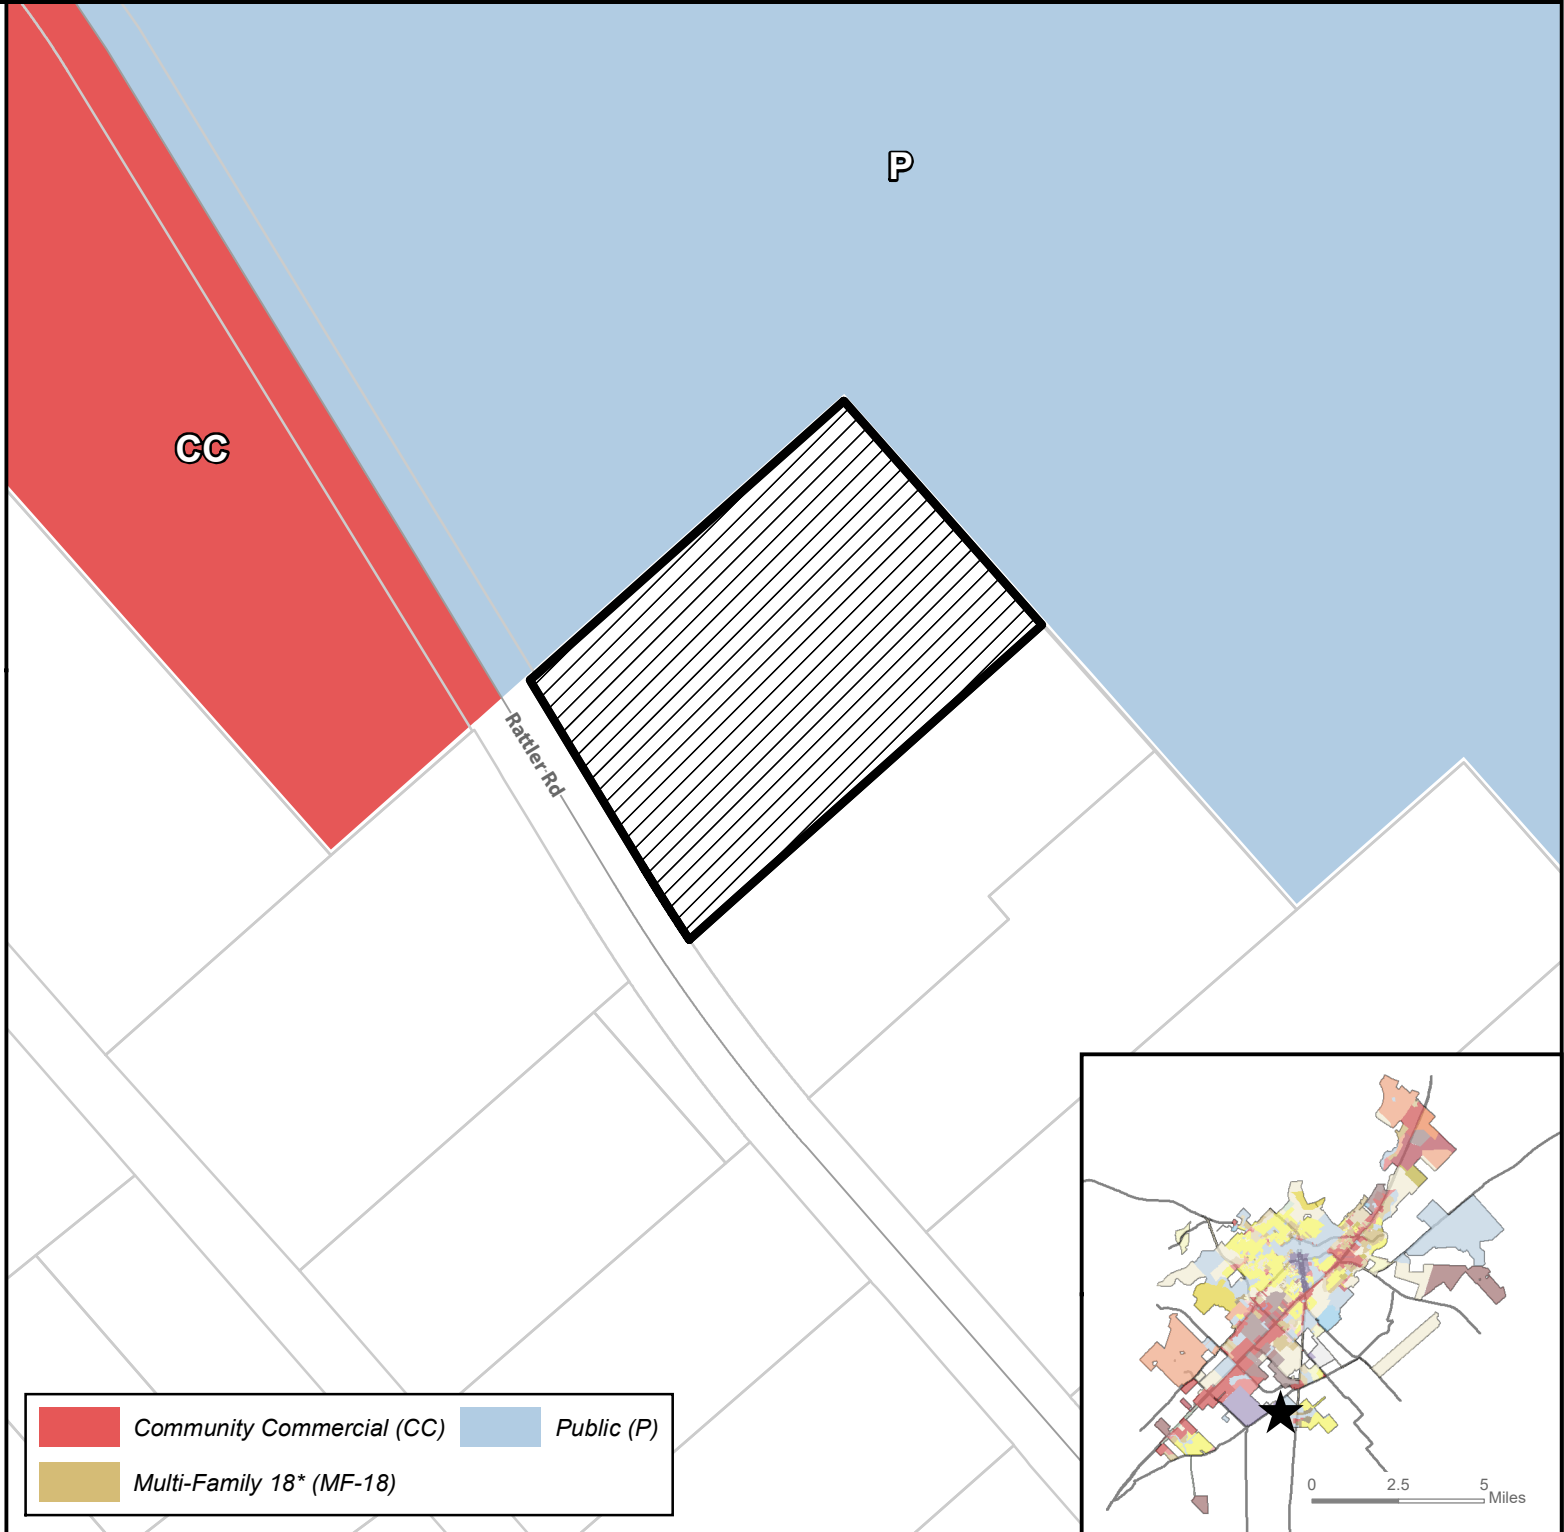 P
CC
Rattler Rd
Community Commercial (CC)
Public (P)
Multi-Family 18* (MF-18)
0 2.5 5
Miles